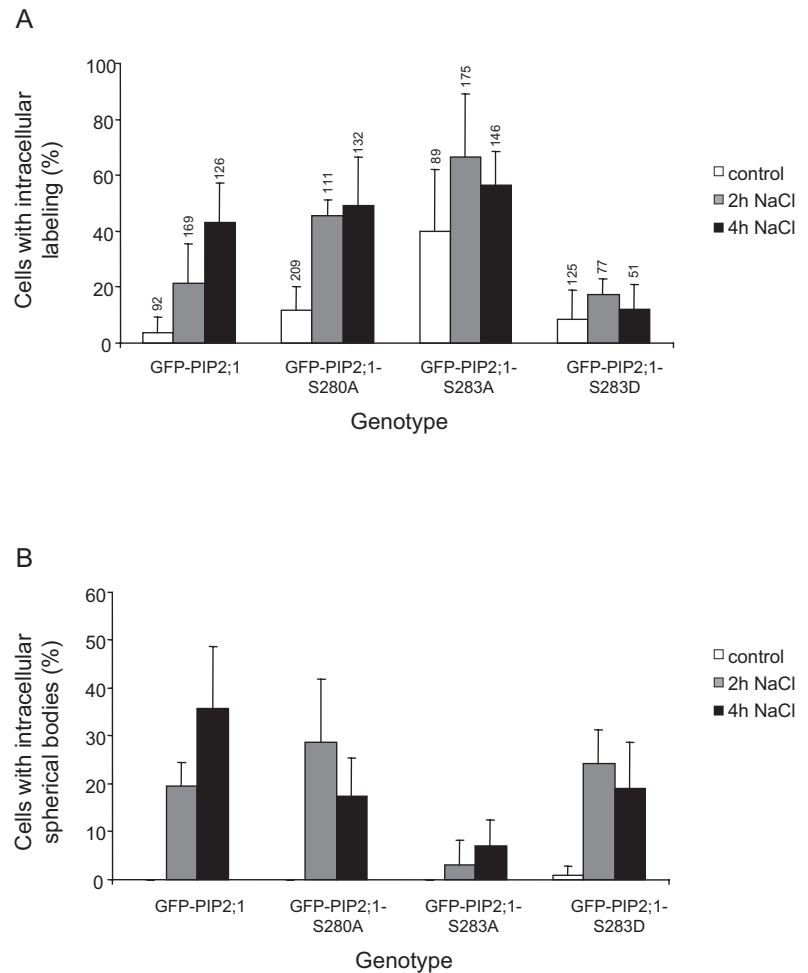 A
Cells with intracellular
labeling (%)
100
80
60
40
20
0
92
169
126
209
111
132
89
175
146
125
77
51
control
2h NaCl
4h NaCl
GFP-PIP2;1
GFP-PIP2;1-
S280A
GFP-PIP2;1-
S283A
GFP-PIP2;1-
S283D
Genotype
B
Cells with intracellular
spherical bodies (%)
60
50
40
30
20
10
0
control
2h NaCl
4h NaCl
GFP-PIP2;1
GFP-PIP2;1-
S280A
GFP-PIP2;1-
S283A
GFP-PIP2;1-
S283D
Genotype